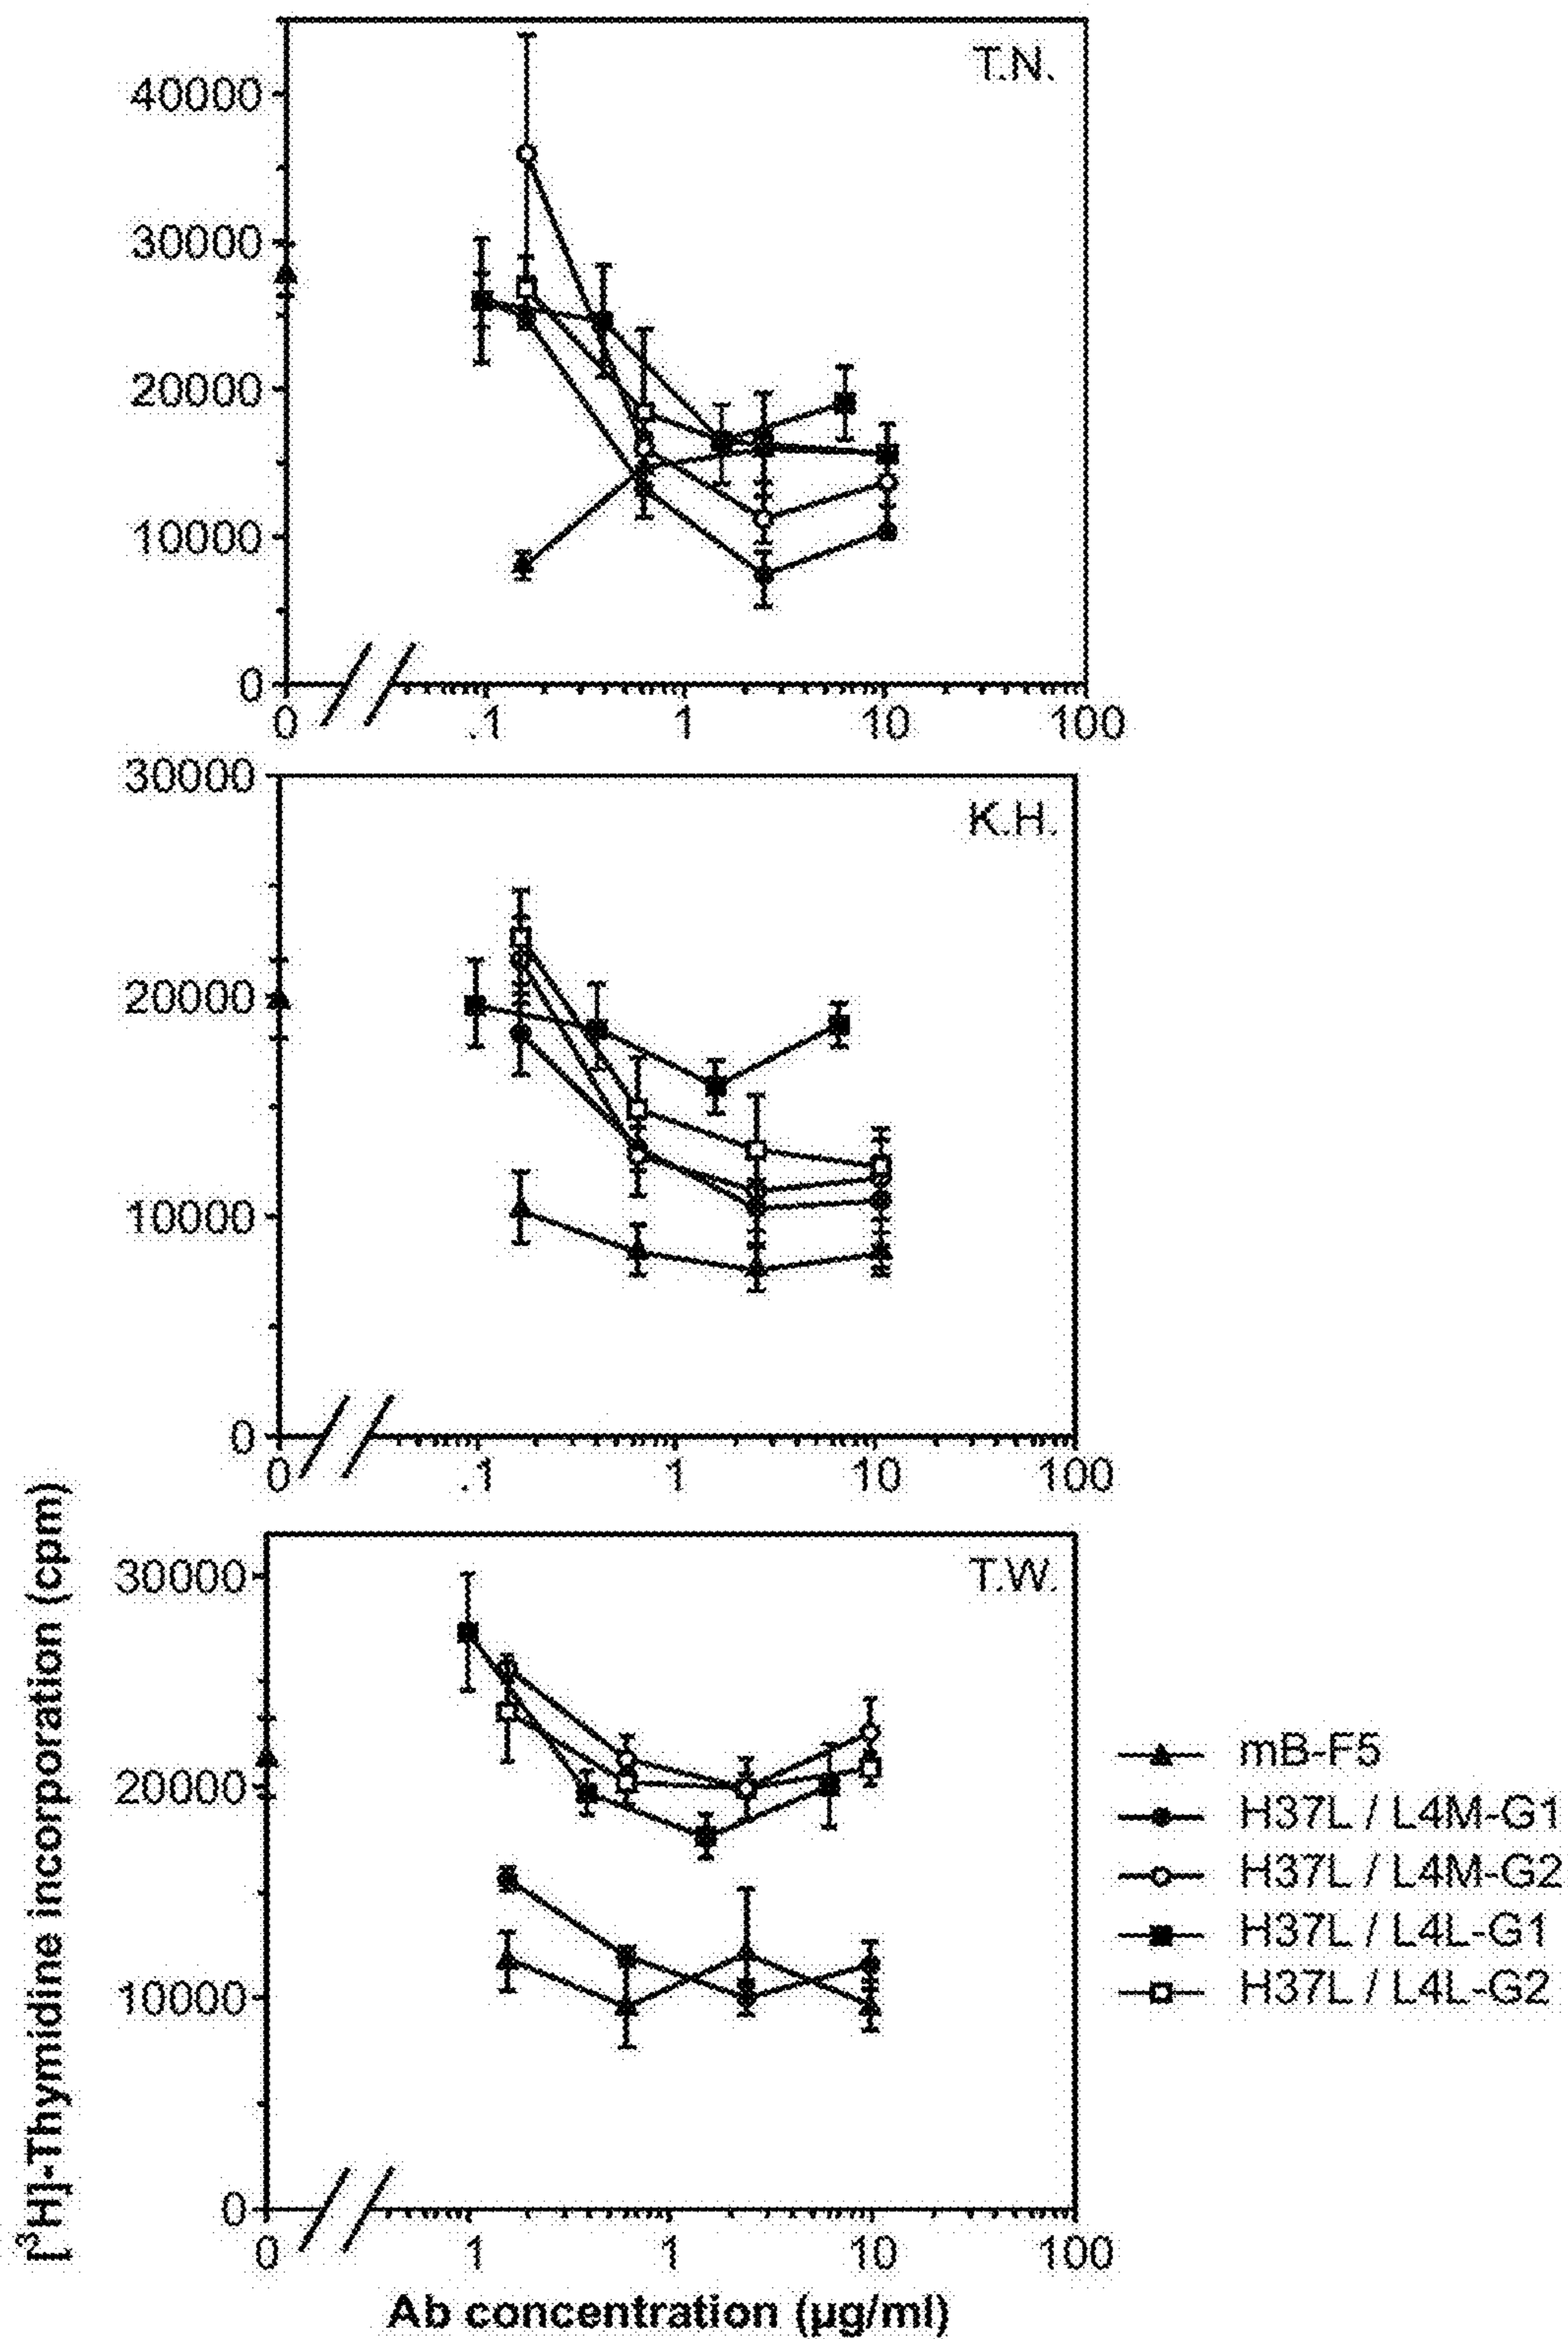 T.N.
40000
30000
20000
10000
0
0 .1 1 10 100
30000
K.H.
20000
10000
0
0 .1 1 10 100
[³H]-Thymidine incorporation (cpm)
T.W.
30000
20000
10000
0
0 1 1 10 100
Ab concentration (µg/ml)
mB-F5
H37L / L4M-G1
H37L / L4M-G2
H37L / L4L-G1
H37L / L4L-G2